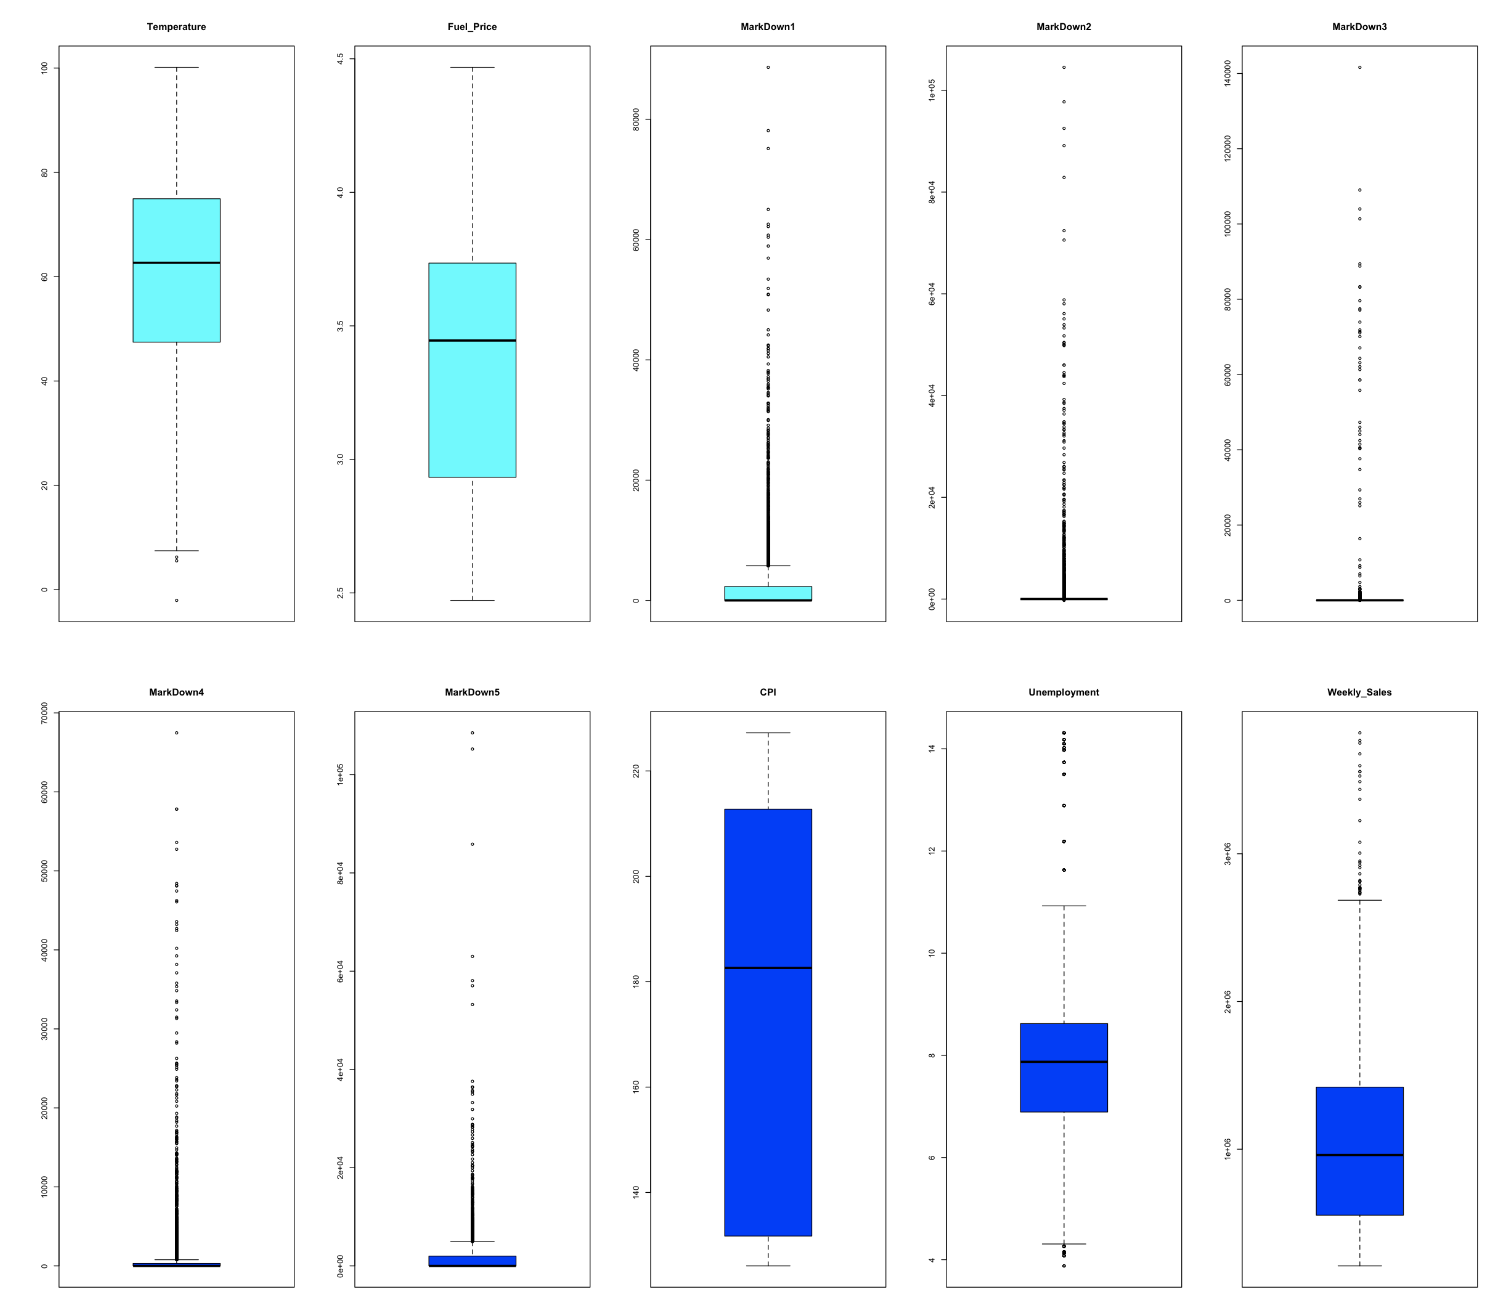 Temperature
Fuel_Price
MarkDown1
MarkDown2
MarkDown3
100
80
60
40
20
0
4.5
4.0
3.5
3.0
2.5
80000
60000
40000
20000
0
1e+05
8e+04
6e+04
4e+04
2e+04
0e+00
140000
120000
100000
80000
60000
40000
20000
0
MarkDown4
MarkDown5
CPI
Unemployment
Weekly_Sales
70000
60000
50000
40000
30000
20000
10000
0
1e+05
8e+04
6e+04
4e+04
2e+04
0e+00
220
200
180
160
140
14
12
10
8
6
4
3e+06
2e+06
1e+06